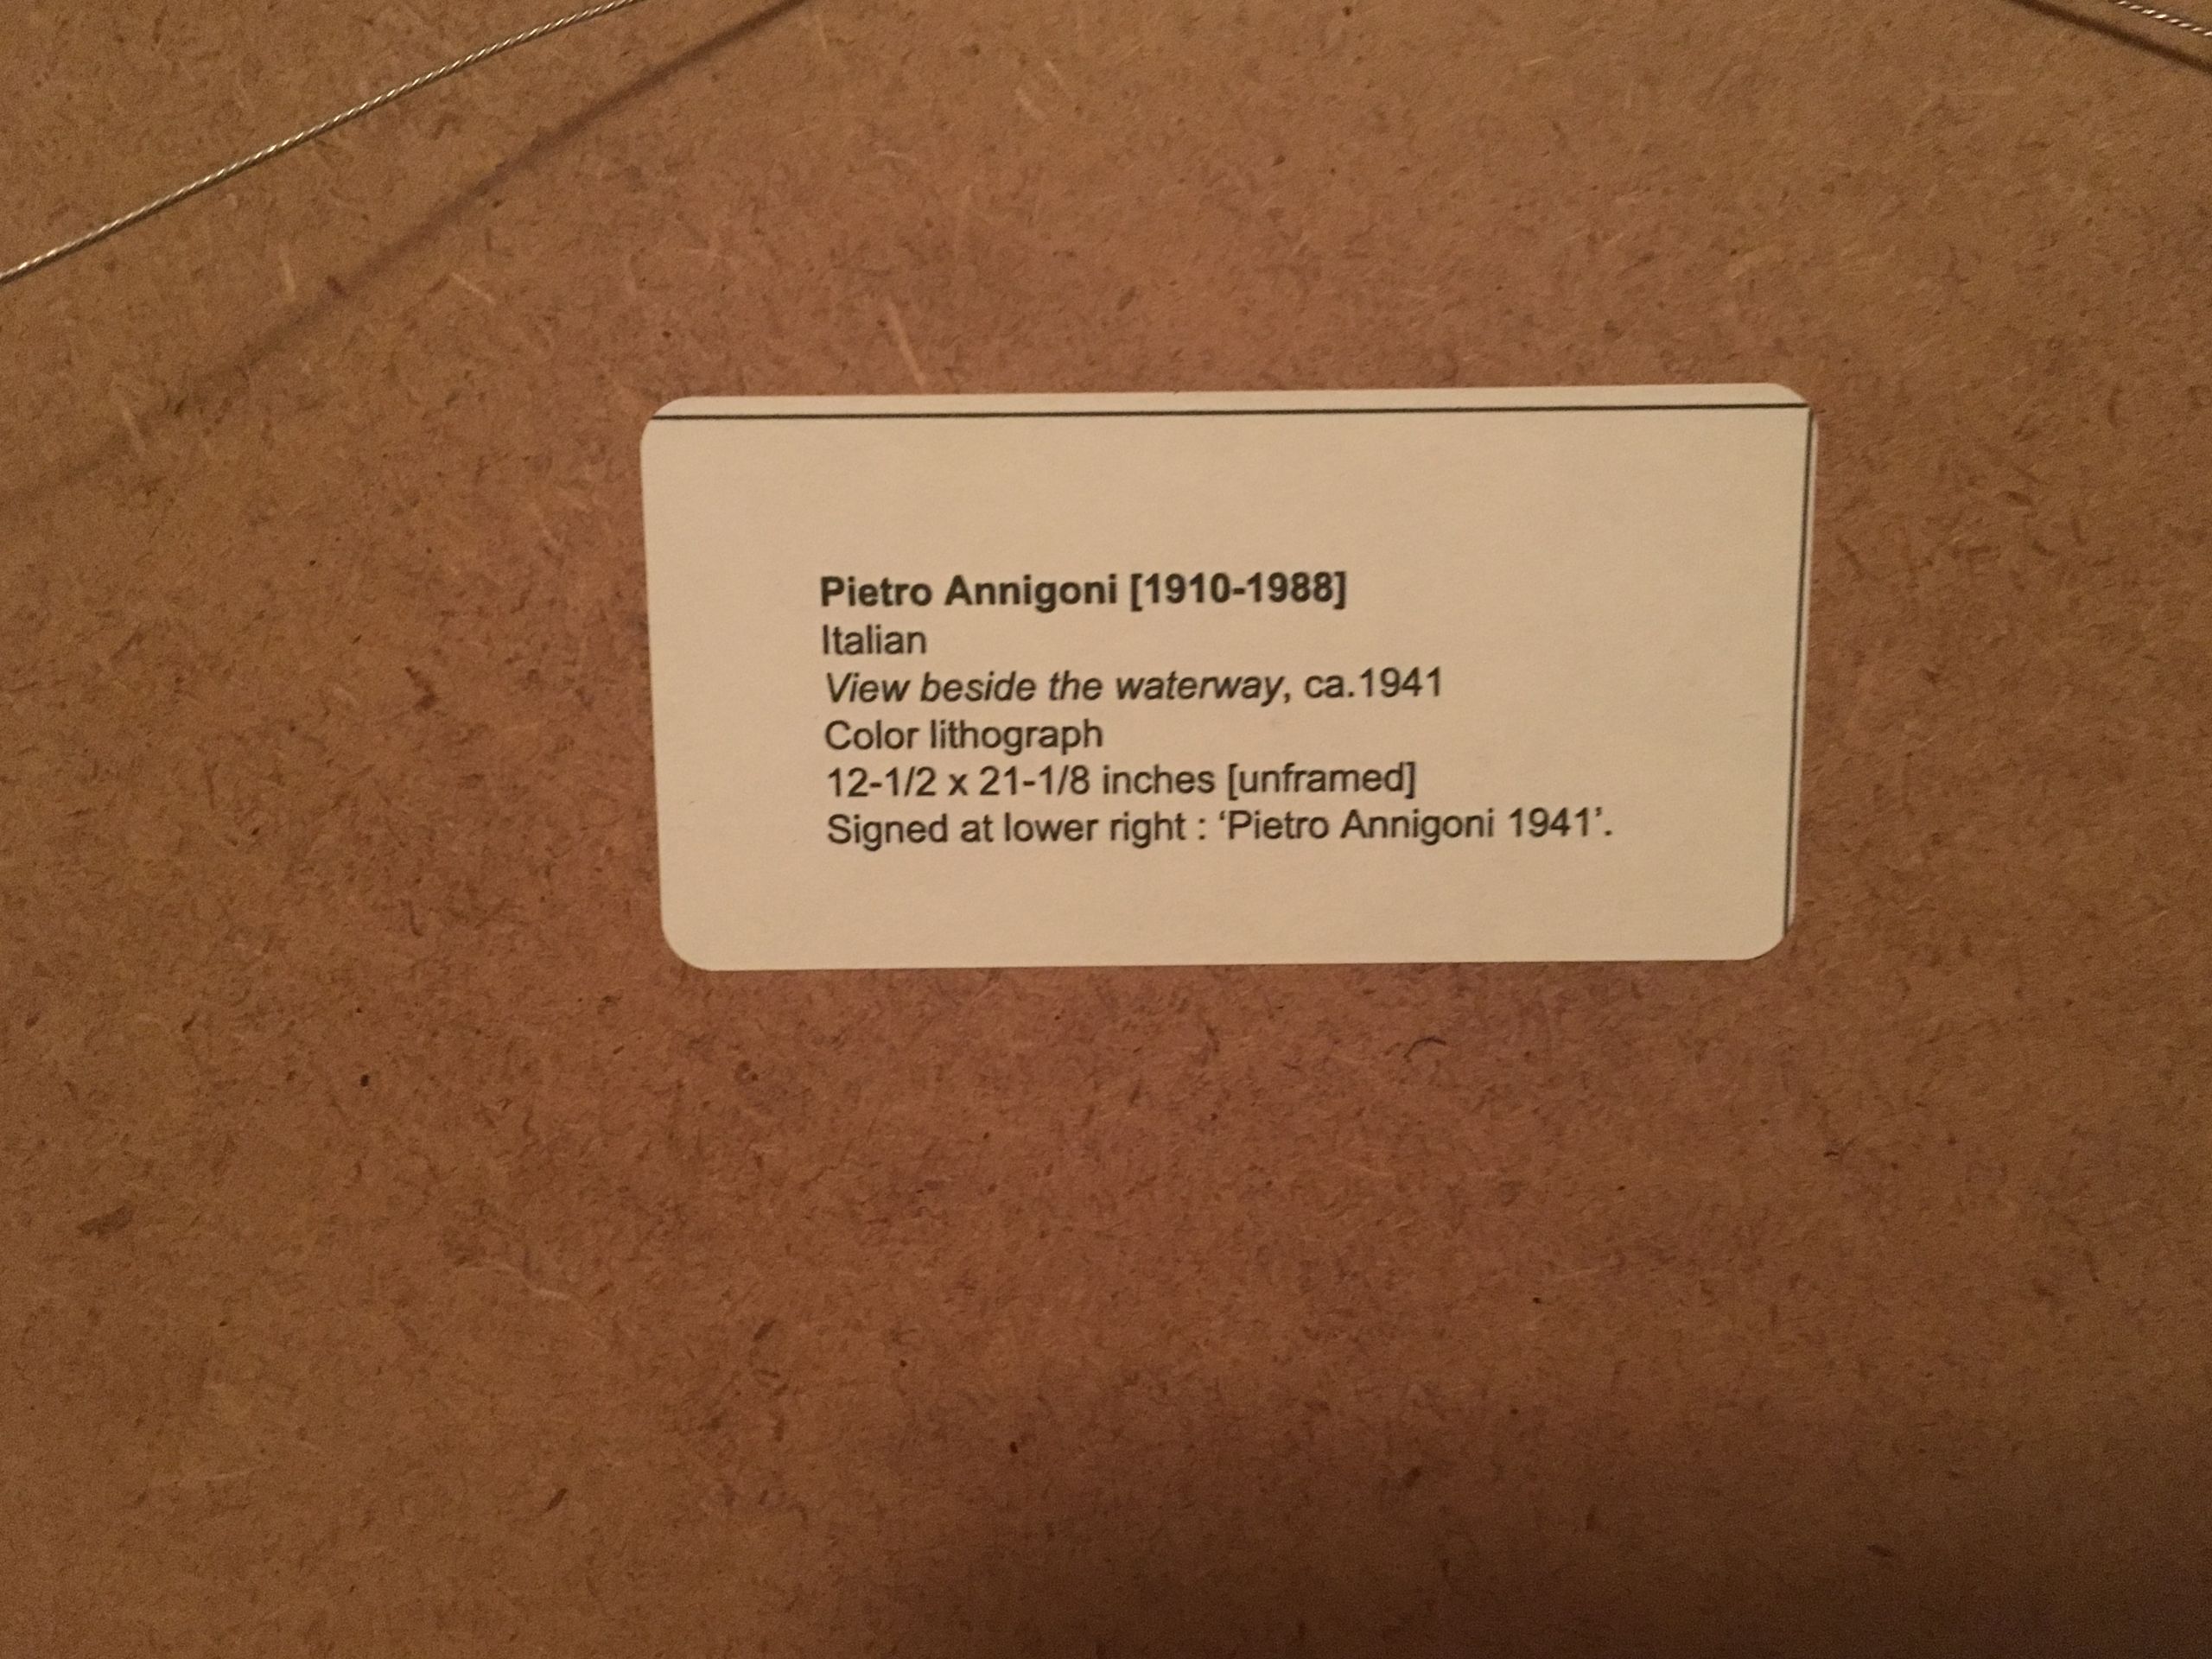 Pietro Annigoni [1910-1988]
Italian
View beside the waterway, ca.1941
Color lithograph
12-1/2 x 21-1/8 inches [unframed]
Signed at lower right : ‘Pietro Annigoni 1941’.